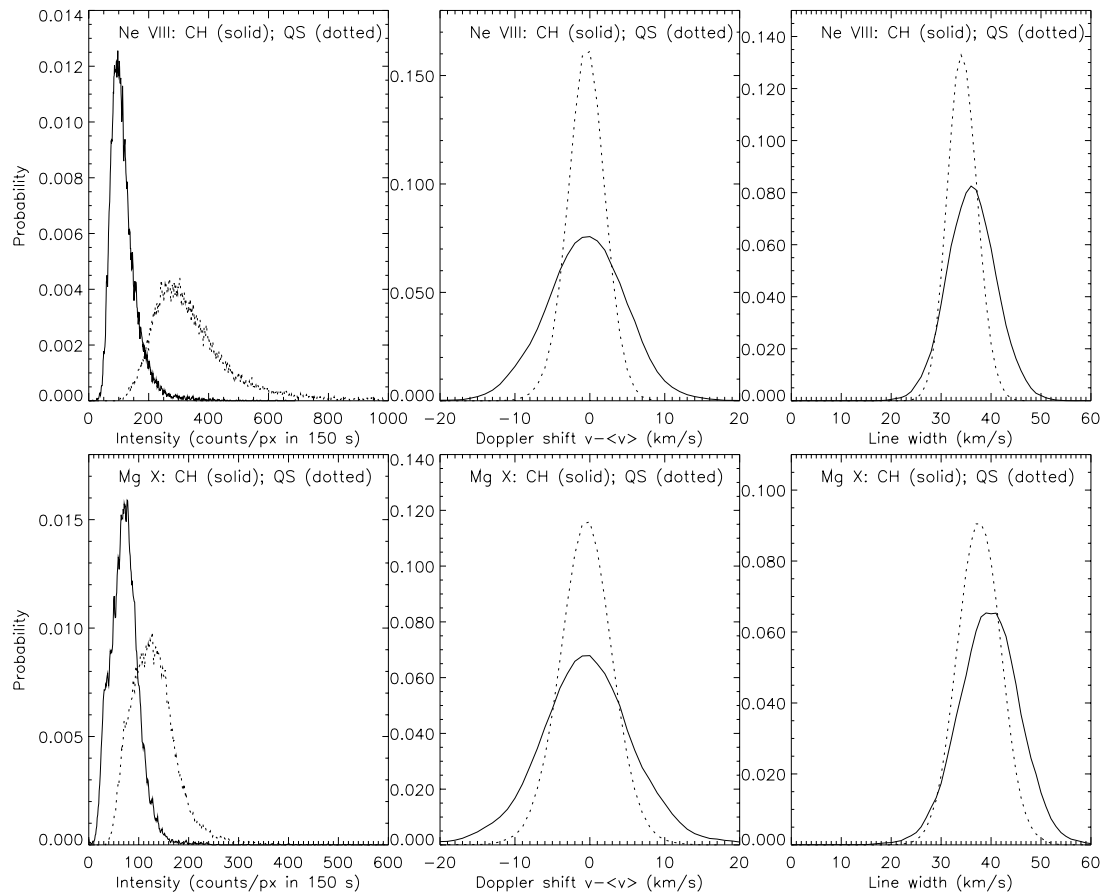 Ne VIII: CH (solid); QS (dotted)
0.014
0.012
0.010
0.008
0.006
0.004
0.002
0.000
Probability
0 200 400 600 800 1000
Intensity (counts/px in 150 s)
Ne VIII: CH (solid); QS (dotted)
0.150
0.100
0.050
0.000
-20 -10 0 10 20
Doppler shift v-<v> (km/s)
Ne VIII: CH (solid); QS (dotted)
0.140
0.120
0.100
0.080
0.060
0.040
0.020
0.000
0 10 20 30 40 50 60
Line width (km/s)
Mg X: CH (solid); QS (dotted)
0.015
0.010
0.005
0.000
Probability
0 100 200 300 400 500 600
Intensity (counts/px in 150 s)
Mg X: CH (solid); QS (dotted)
0.140
0.120
0.100
0.080
0.060
0.040
0.020
0.000
-20 -10 0 10 20
Doppler shift v-<v> (km/s)
Mg X: CH (solid); QS (dotted)
0.100
0.080
0.060
0.040
0.020
0.000
0 10 20 30 40 50 60
Line width (km/s)